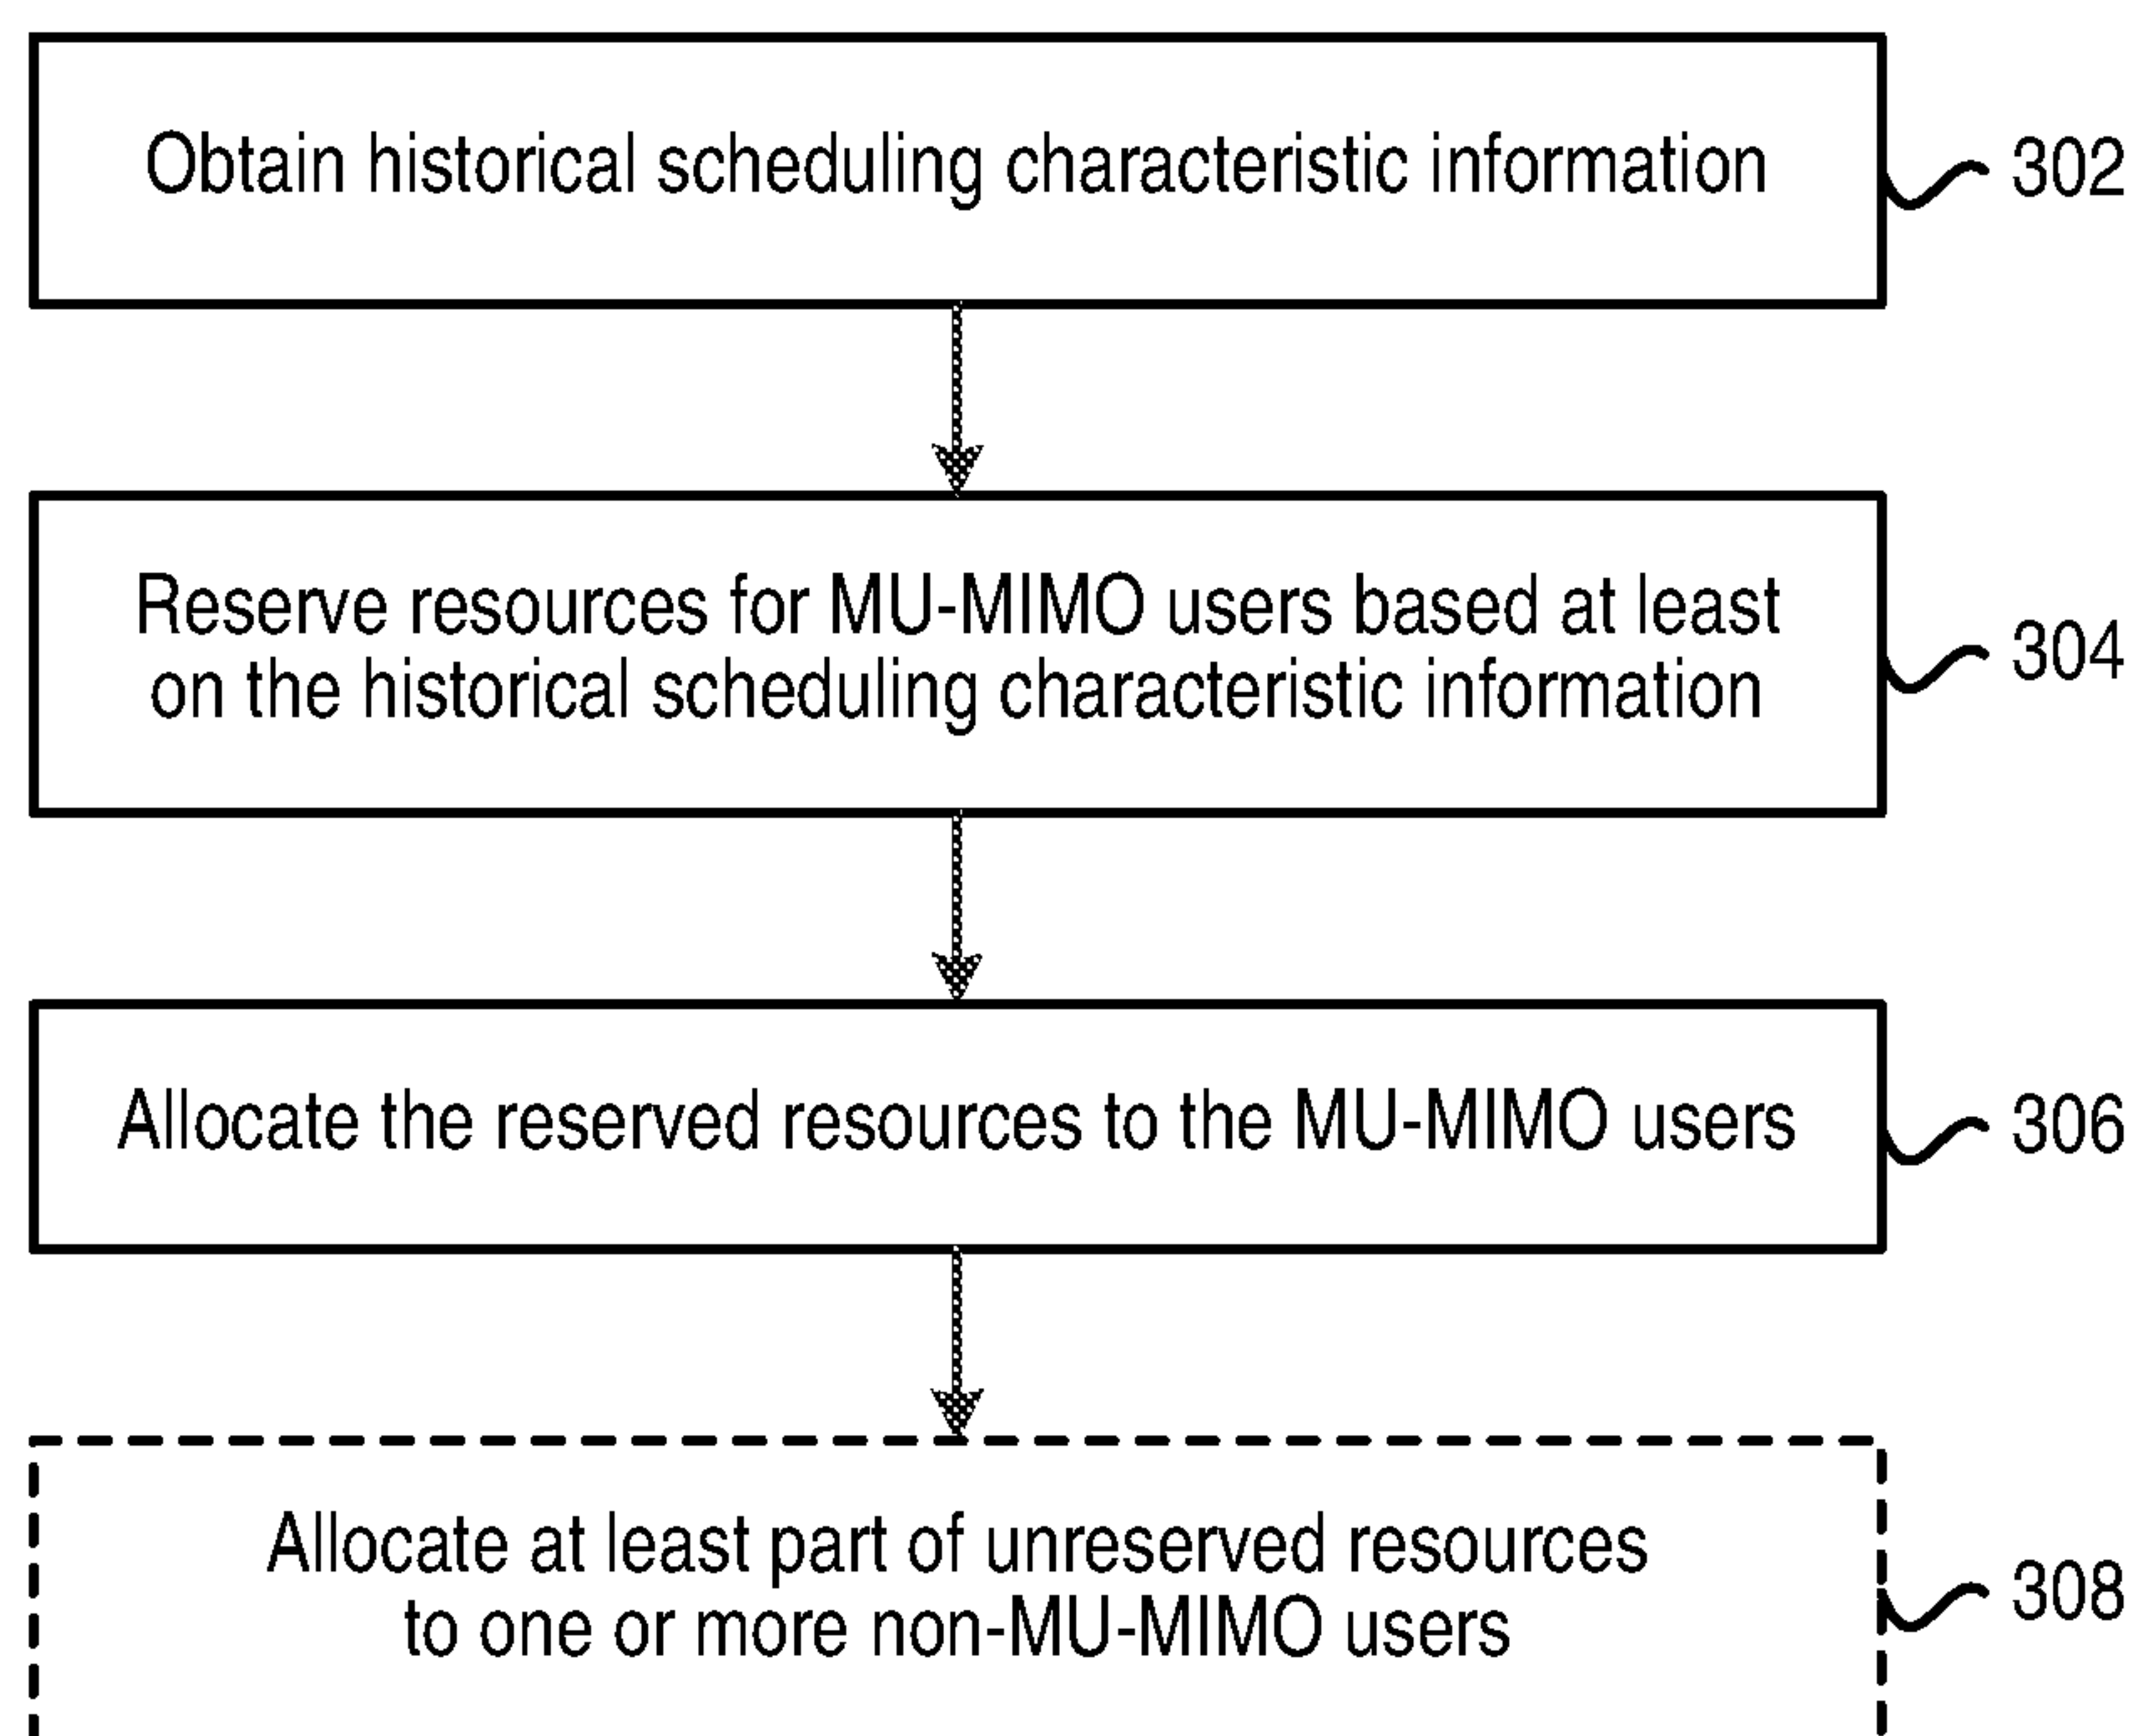 Obtain historical scheduling characteristic information
302
Reserve resources for MU-MIMO users based at least
on the historical scheduling characteristic information
304
Allocate the reserved resources to the MU-MIMO users
306
Allocate at least part of unreserved resources
to one or more non-MU-MIMO users
308